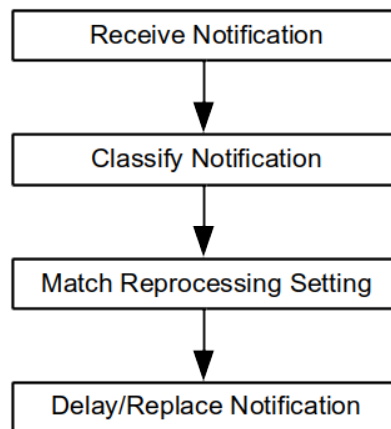 Receive Notification
Classify Notification
Match Reprocessing Setting
Delay/Replace Notification